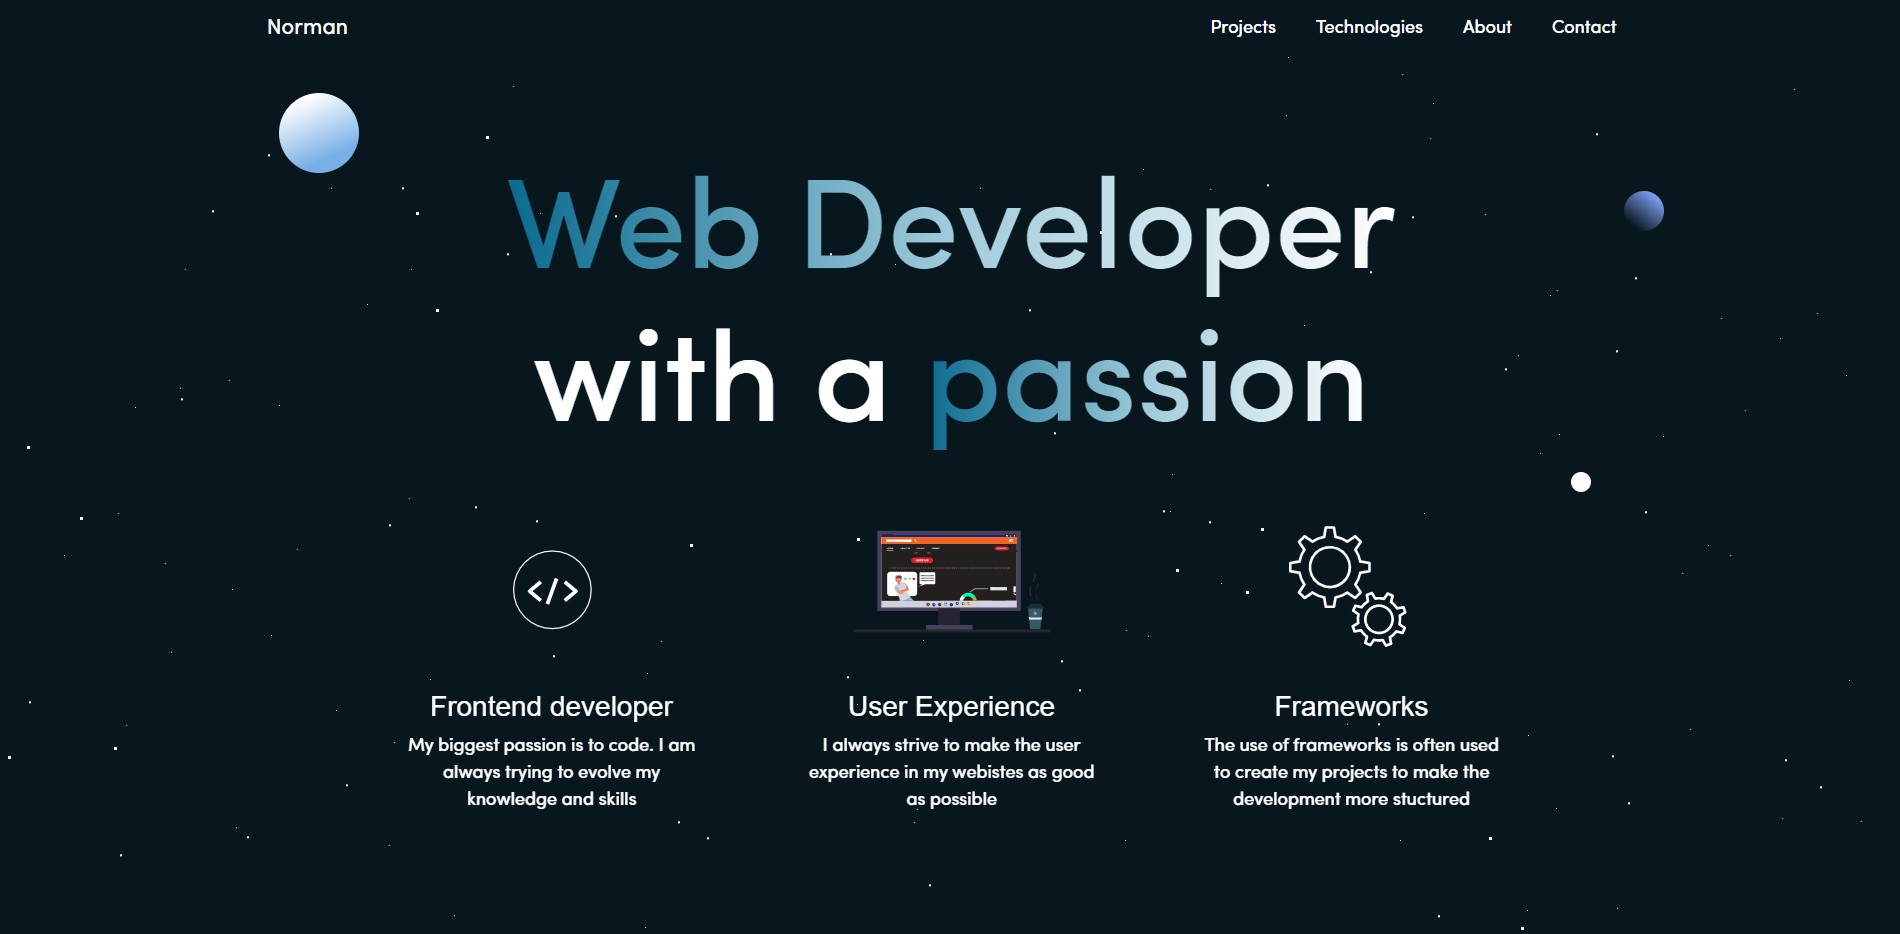 Norman
Projects Technologies About Contact
Web Developer
with a passion
</>
Frontend developer
My biggest passion is to code. I am
always trying to evolve my
knowledge and skills
User Experience
I always strive to make the user
experience in my webistes as good
as possible
Frameworks
The use of frameworks is often used
to create my projects to make the
development more stuctured